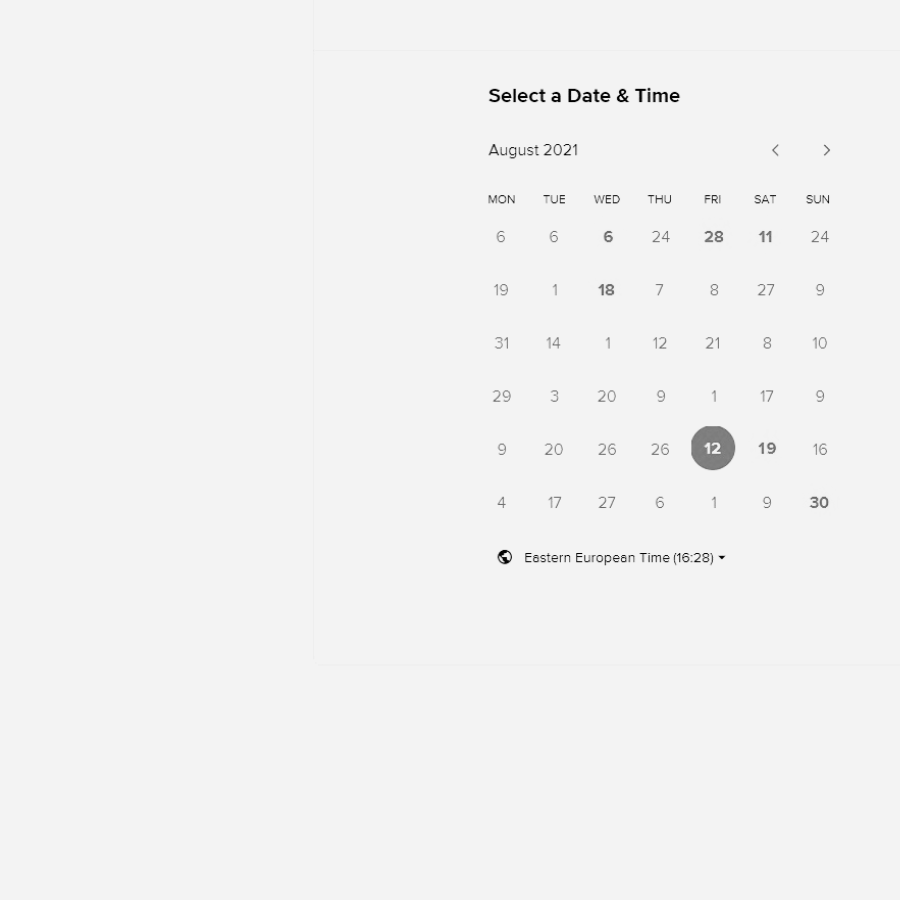 Select a Date & Time
August 2021
MON TUE WED THU FRI SAT SUN
6 6 6 24 28 11 24
19 1 18 7 8 27 9
31 14 1 12 21 8 10
29 3 20 9 1 17 9
9 20 26 26 12 19 16
4 17 27 6 1 9 30
Eastern European Time (16:28)